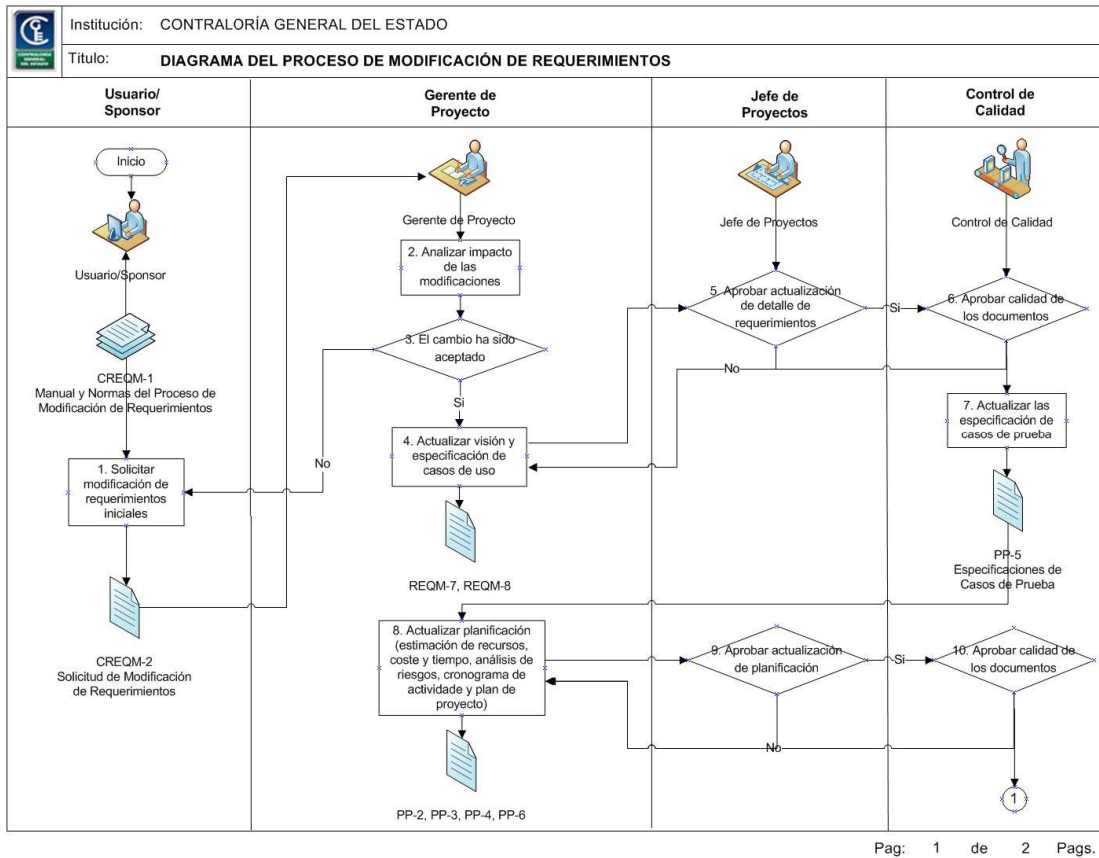 CONTRALORÍA
GENERAL
DEL ESTADO
Institución: CONTRALORÍA GENERAL DEL ESTADO
Titulo: DIAGRAMA DEL PROCESO DE MODIFICACIÓN DE REQUERIMIENTOS
Usuario/
Sponsor
Gerente de
Proyecto
Jefe de
Proyectos
Control de
Calidad
Inicio
Usuario/Sponsor
CREQM-1
Manual y Normas del Proceso de
Modificación de Requerimientos
1. Solicitar
modificación de
requerimientos
iniciales
CREQM-2
Solicitud de Modificación
de Requerimientos
Gerente de Proyecto
2. Analizar impacto
de las
modificaciones
3. El cambio ha sido
aceptado
No
Si
4. Actualizar visión y
especificación de
casos de uso
REQM-7, REQM-8
Jefe de Proyectos
5. Aprobar actualización
de detalle de
requerimientos
Si
No
Control de Calidad
6. Aprobar calidad de
los documentos
7. Actualizar las
especificación de
casos de prueba
PP-5
Especificaciones de
Casos de Prueba
8. Actualizar planificación
(estimación de recursos,
coste y tiempo, análisis de
riesgos, cronograma de
actividade y plan de
proyecto)
PP-2, PP-3, PP-4, PP-6
9. Aprobar actualización
de planificación
Si
No
10. Aprobar calidad de
los documentos
1
Pag: 1 de 2 Pags.